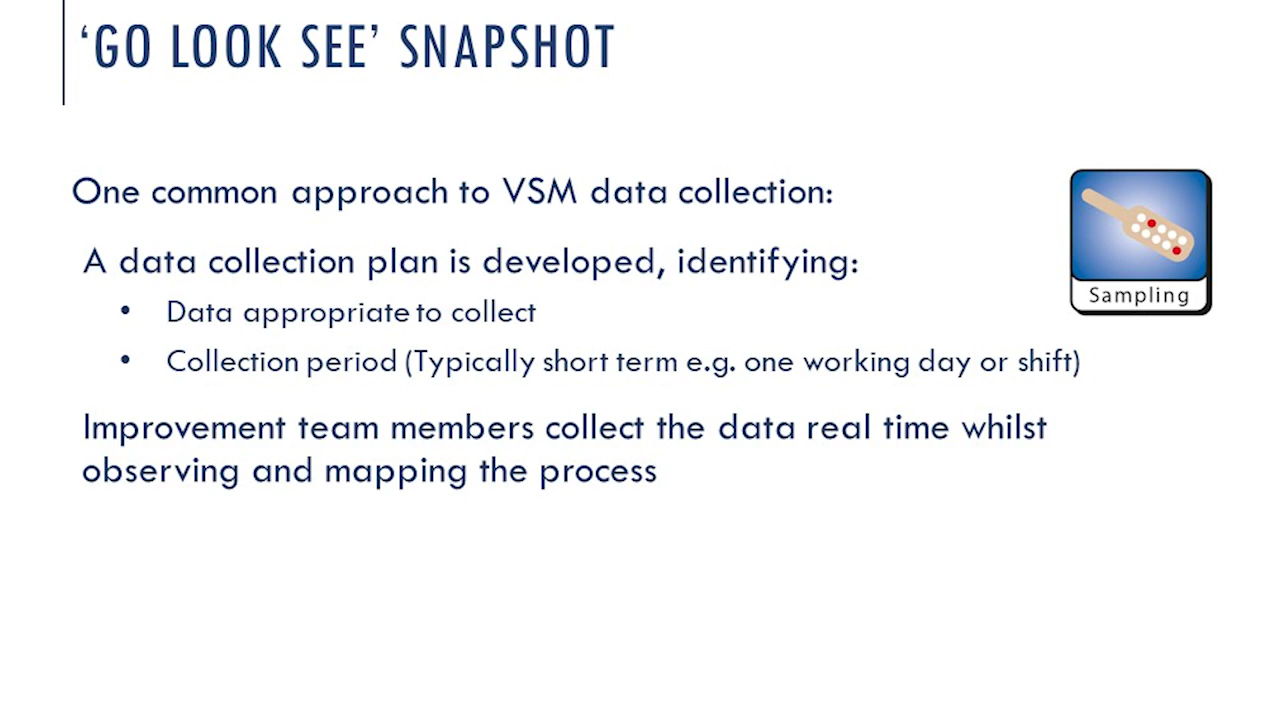 ‘GO LOOK SEE’ SNAPSHOT
One common approach to VSM data collection:
A data collection plan is developed, identifying:
• Data appropriate to collect
• Collection period (Typically short term e.g. one working day or shift)
Sampling
Improvement team members collect the data real time whilst
observing and mapping the process